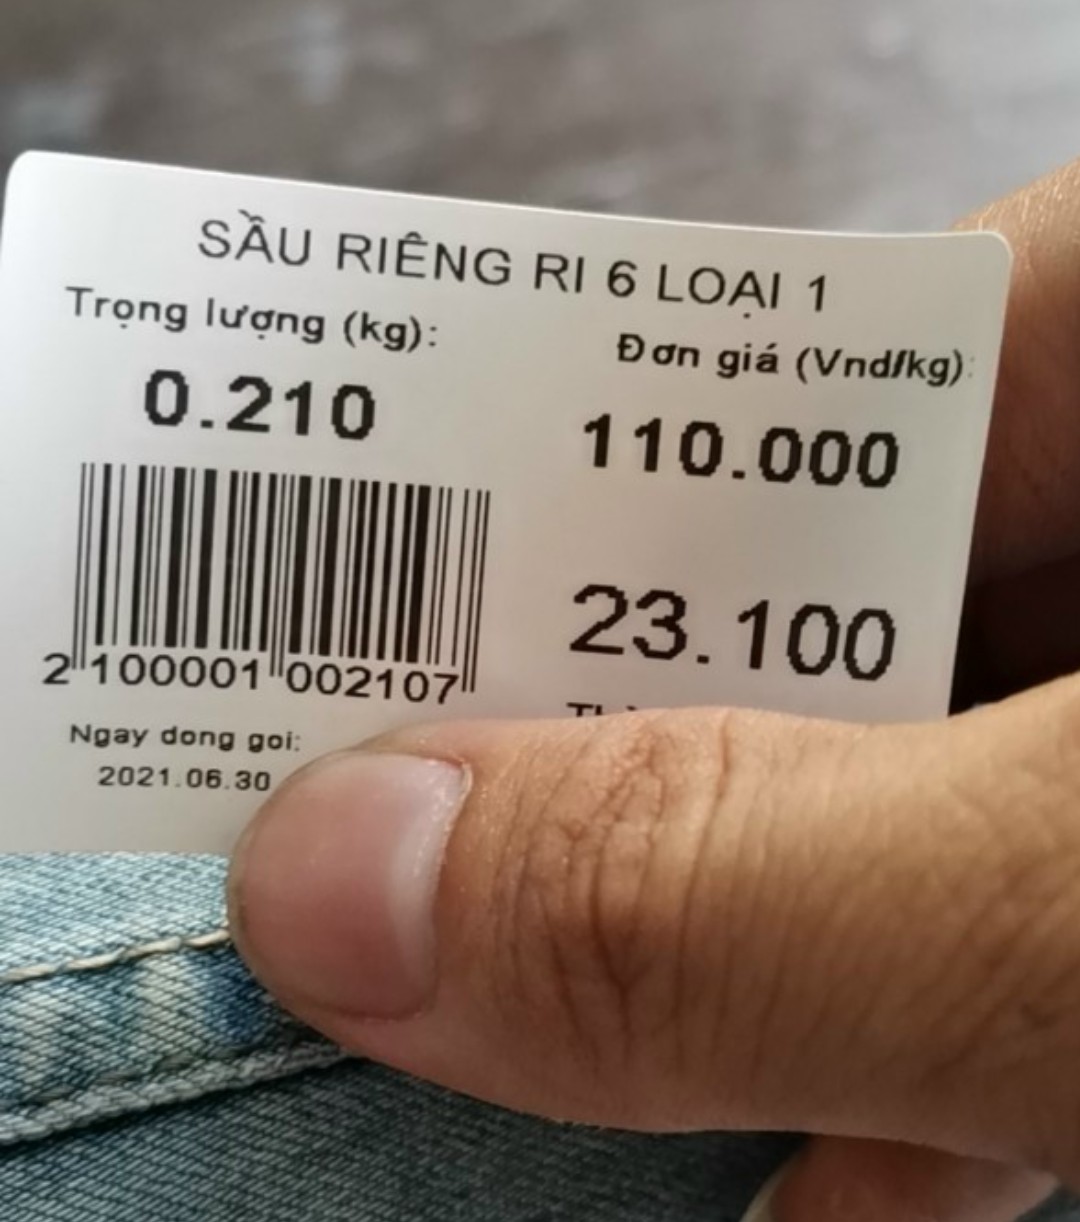 SẦU RIÊNG RI 6 LOẠI 1
Trọng lượng (kg):
0.210
Đơn giá (Vnd/kg):
110.000
23.100
2 100001 002107
Ngay dong goi:
2021.06.30